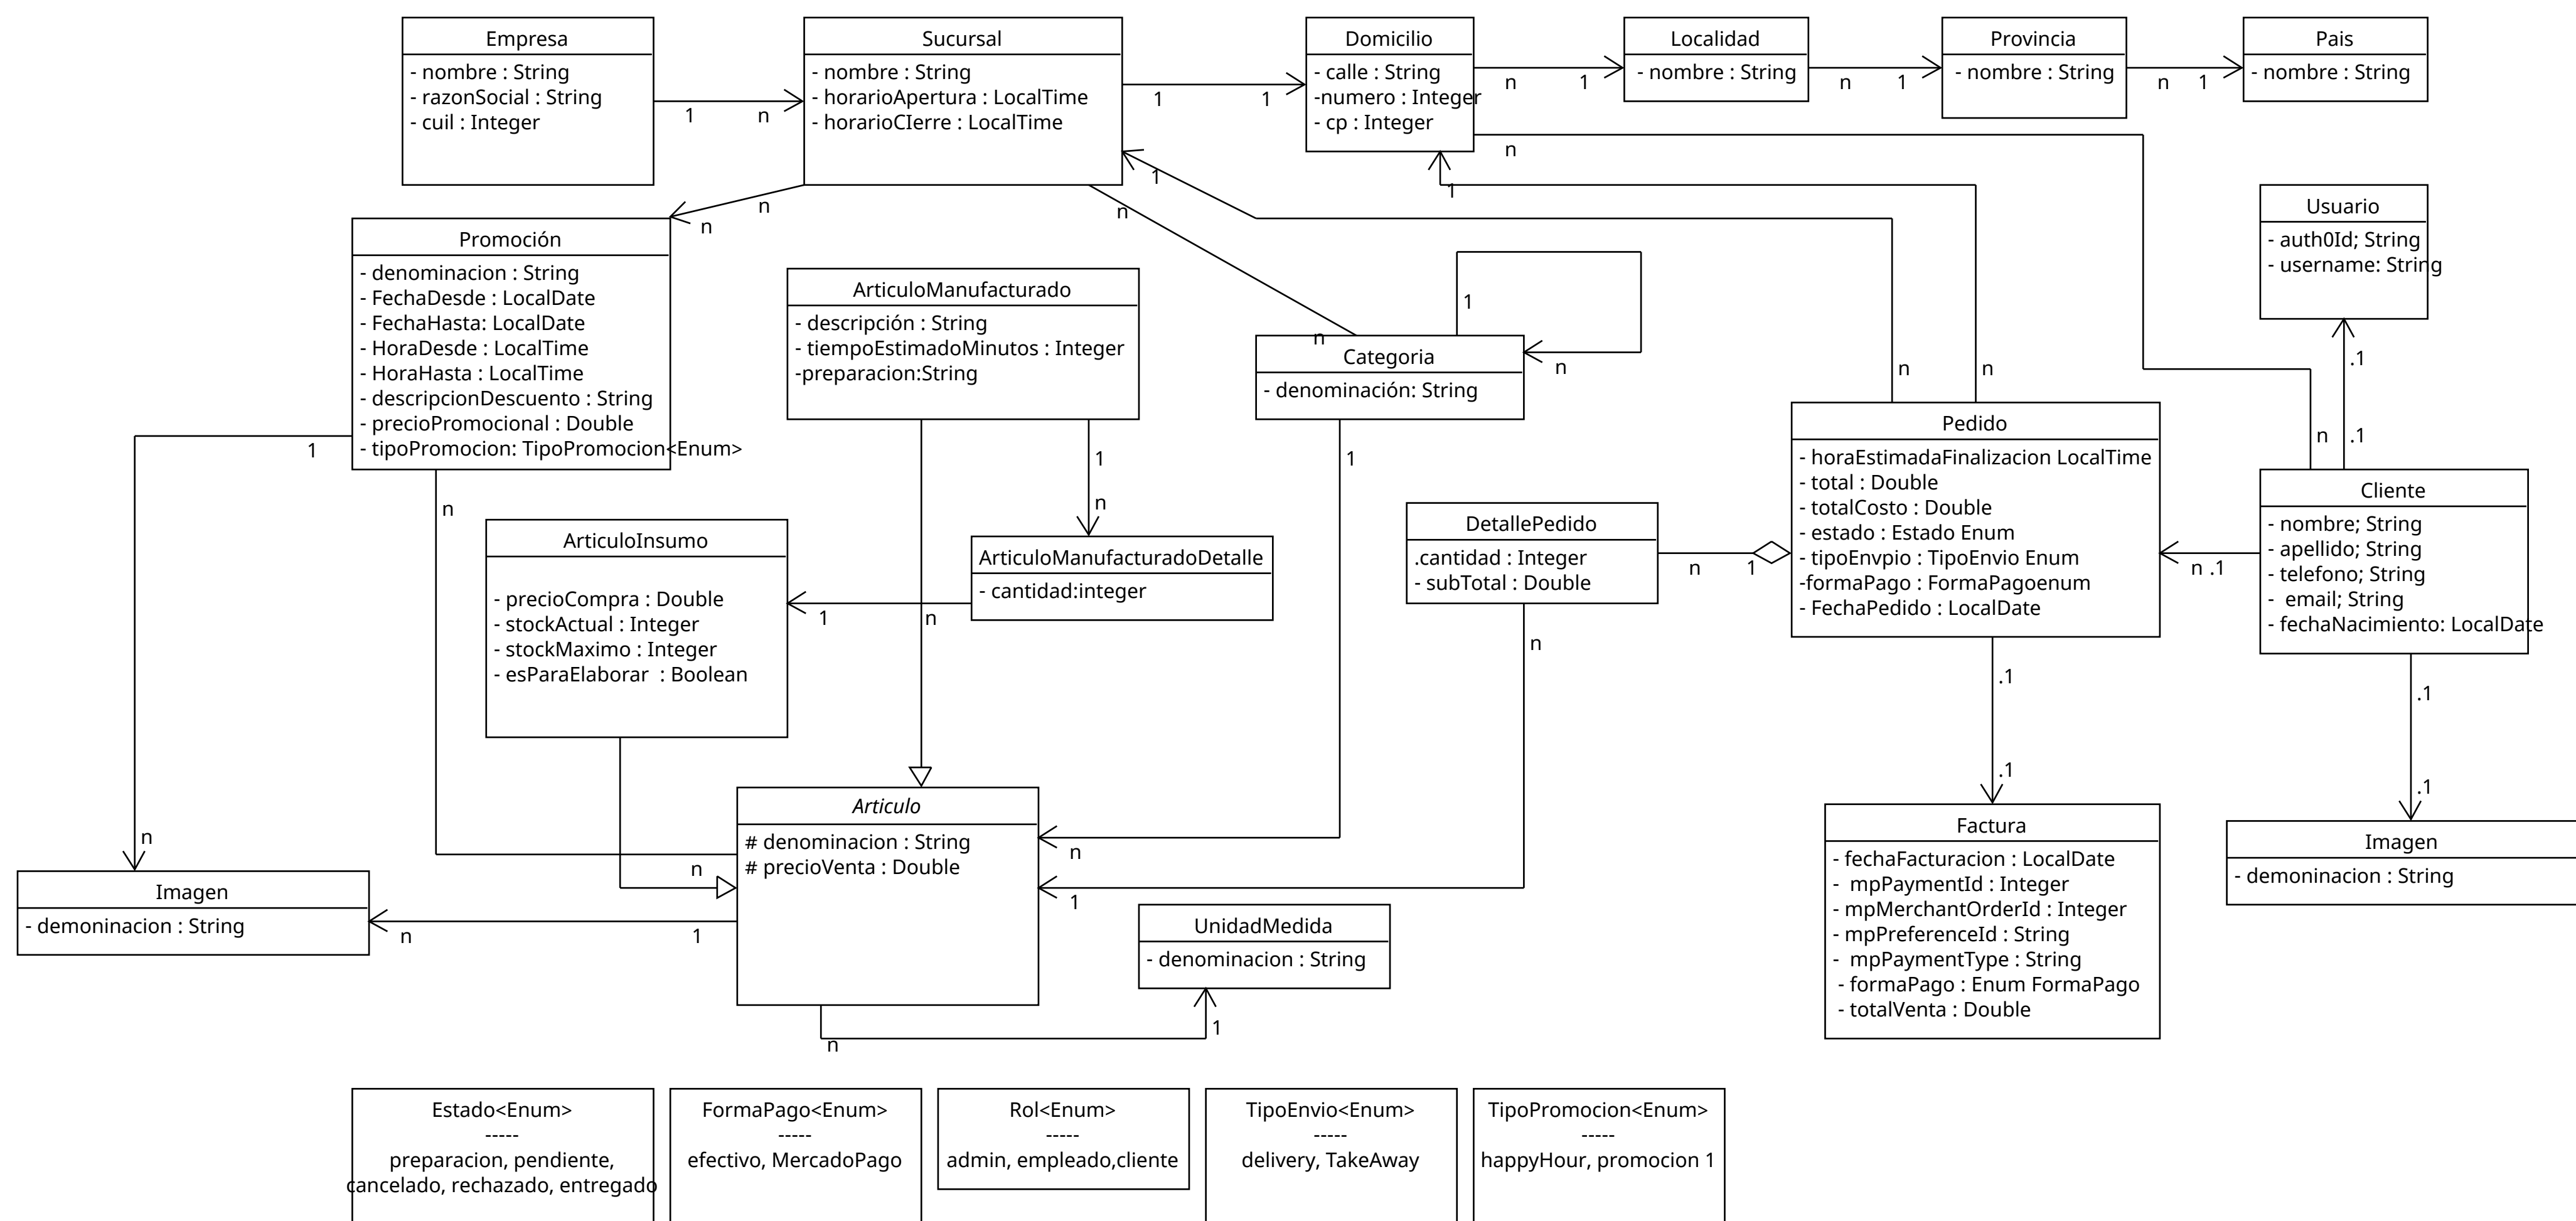 Empresa
- nombre : String
- razonSocial : String
- cuil : Integer
1
n
Sucursal
- nombre : String
- horarioApertura : LocalTime
- horarioCIerre : LocalTime
1
1
Domicilio
- calle : String
-numero : Integer
- cp : Integer
n
1
Localidad
- nombre : String
n
1
Provincia
- nombre : String
n
1
Pais
- nombre : String
n
1
1
n
n
n
n
Usuario
- auth0Id; String
- username: String
.1
.1
n
Promoción
- denominacion : String
- FechaDesde : LocalDate
- FechaHasta: LocalDate
- HoraDesde : LocalTime
- HoraHasta : LocalTime
- descripcionDescuento : String
- precioPromocional : Double
- tipoPromocion: TipoPromocion<Enum>
1
n
n
ArticuloManufacturado
- descripción : String
- tiempoEstimadoMinutos : Integer
-preparacion:String
1
n
Categoria
- denominación: String
1
n
1
n
n
Pedido
- horaEstimadaFinalizacion LocalTime
- total : Double
- totalCosto : Double
- estado : Estado Enum
- tipoEnvpio : TipoEnvio Enum
-formaPago : FormaPagoenum
- FechaPedido : LocalDate
n .1
Cliente
- nombre; String
- apellido; String
- telefono; String
-  email; String
- fechaNacimiento: LocalDate
ArticuloInsumo
- precioCompra : Double
- stockActual : Integer
- stockMaximo : Integer
- esParaElaborar  : Boolean
1
n
ArticuloManufacturadoDetalle
- cantidad:integer
DetallePedido
.cantidad : Integer
- subTotal : Double
n
1
n
.1
.1
.1
.1
Articulo
# denominacion : String
# precioVenta : Double
n
n
1
n
1
Imagen
- demoninacion : String
n
1
UnidadMedida
- denominacion : String
n
1
Factura
- fechaFacturacion : LocalDate
-  mpPaymentId : Integer
- mpMerchantOrderId : Integer
- mpPreferenceId : String
-  mpPaymentType : String
- formaPago : Enum FormaPago
- totalVenta : Double
Imagen
- demoninacion : String
Estado<Enum>
-----
preparacion, pendiente,
cancelado, rechazado, entregado
FormaPago<Enum>
-----
efectivo, MercadoPago
Rol<Enum>
-----
admin, empleado,cliente
TipoEnvio<Enum>
-----
delivery, TakeAway
TipoPromocion<Enum>
-----
happyHour, promocion 1